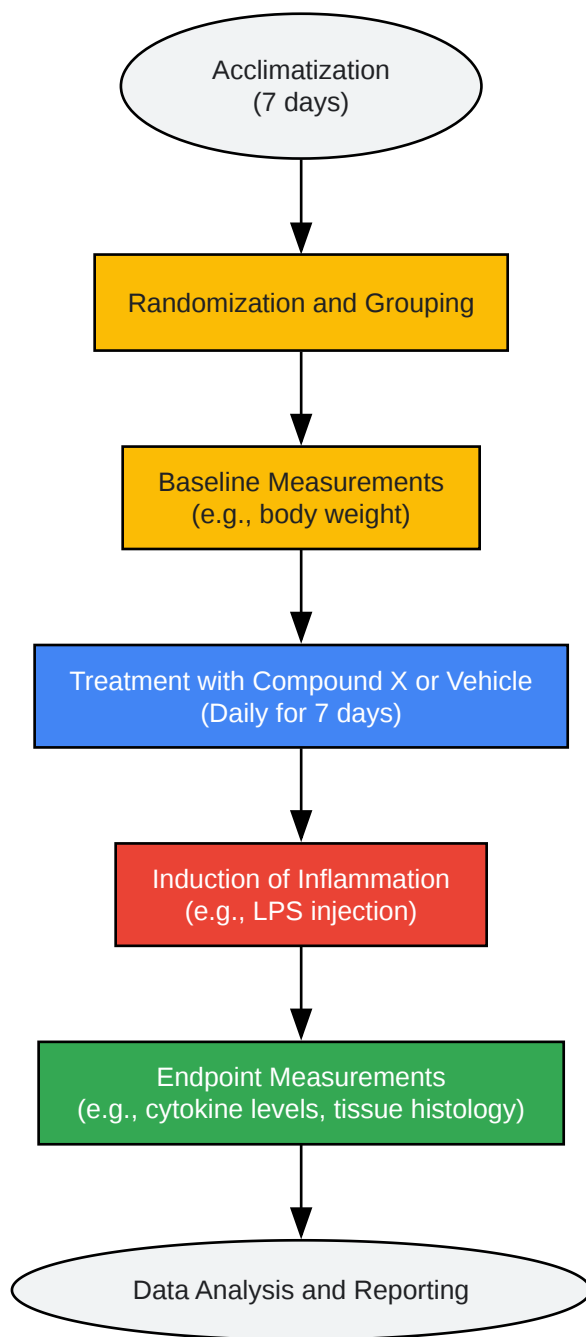 Acclimatization
(7 days)
Randomization and Grouping
Baseline Measurements
(e.g., body weight)
Treatment with Compound X or Vehicle
(Daily for 7 days)
Induction of Inflammation
(e.g., LPS injection)
Endpoint Measurements
(e.g., cytokine levels, tissue histology)
Data Analysis and Reporting